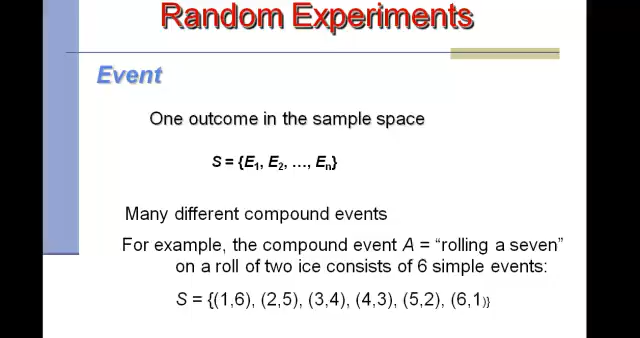 Random Experiments
Event
One outcome in the sample space
S = {E1, E2, …, En}
Many different compound events
For example, the compound event A = “rolling a seven”
on a roll of two ice consists of 6 simple events:
S = {(1,6), (2,5), (3,4), (4,3), (5,2), (6,1)}